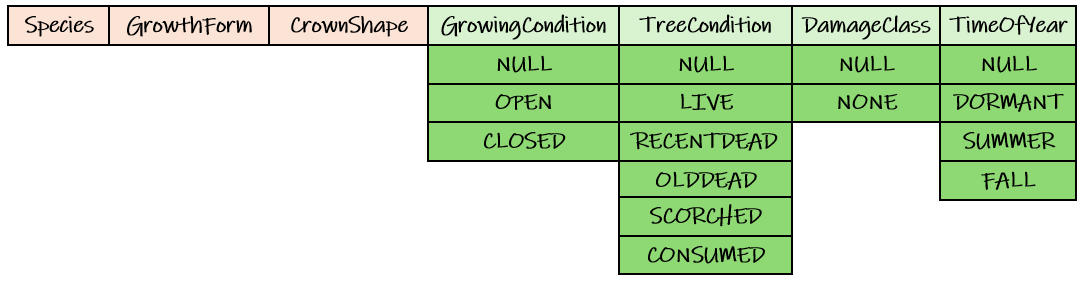 Species GrowthForm CrownShape GrowingCondition TreeCondition DamageClass TimeOfYear
NULL NULL NULL NULL
OPEN LIVE NONE DORMANT
CLOSED RECENTDEAD SUMMER
OLDDEAD FALL
SCORCHED
CONSUMED